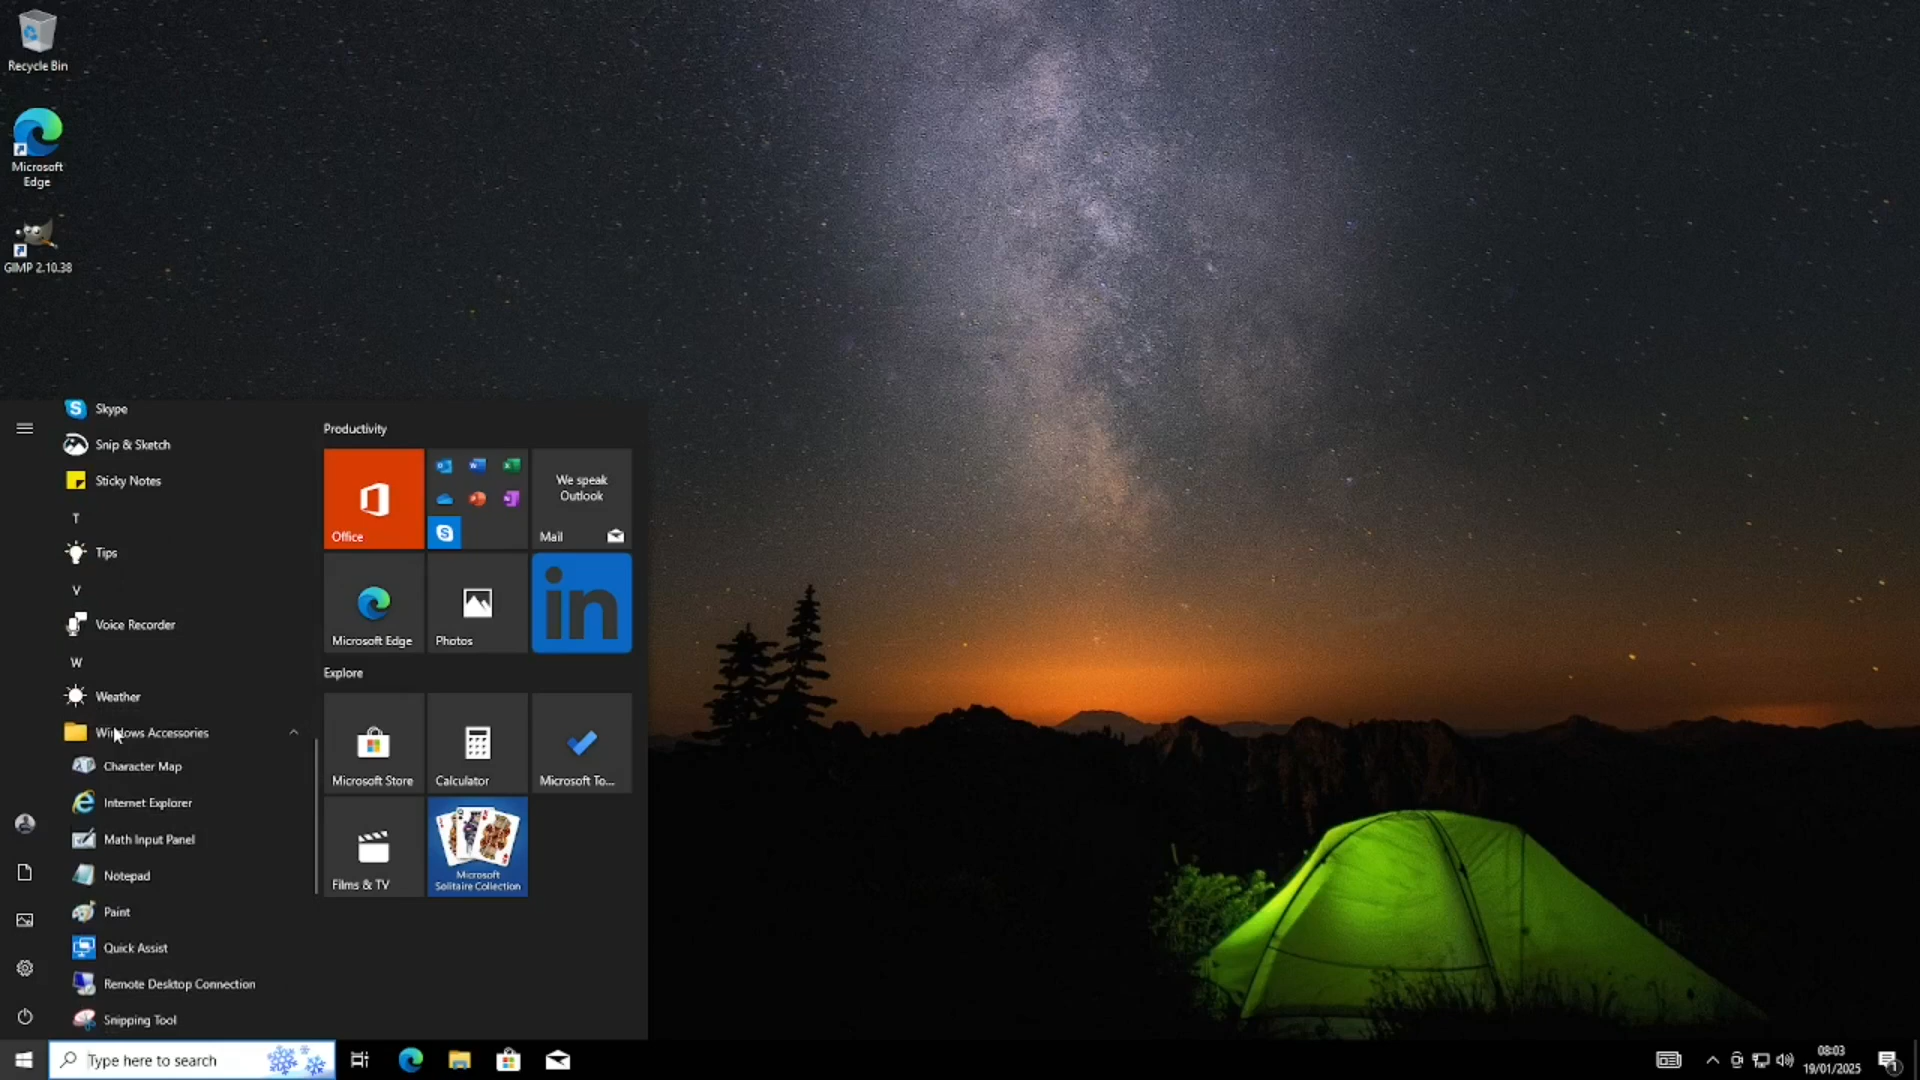 Recycle Bin
Microsoft
Edge
GIMP 2.10.38
Skype
Snip & Sketch
Sticky Notes
T
Tips
V
Voice Recorder
W
Weather
Windows Accessories
Character Map
Internet Explorer
Math Input Panel
Notepad
Paint
Quick Assist
Remote Desktop Connection
Snipping Tool
Productivity
Office
We speak
Outlook
Mail
Microsoft Edge
Photos
in
Explore
Microsoft Store
Calculator
Microsoft To...
Films & TV
Microsoft
Solitaire Collection
Type here to search
08:03
19/01/2025
1